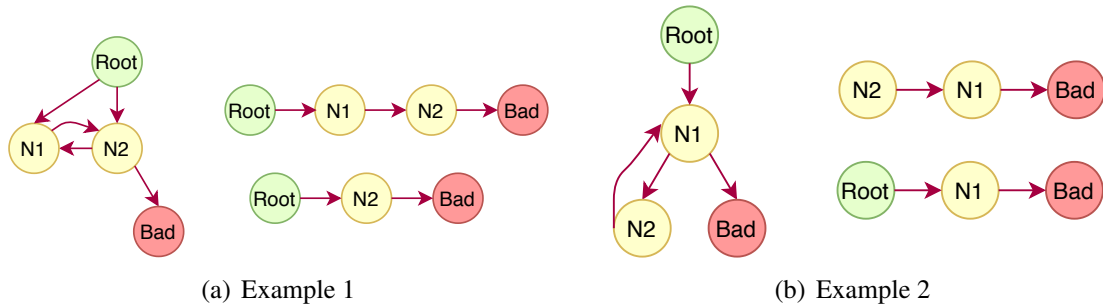 Root
N1 N2
Bad
Root N1 N2 Bad
Root N2 Bad
(a) Example 1
Root
N1
N2 Bad
N2 N1 Bad
Root N1 Bad
(b) Example 2